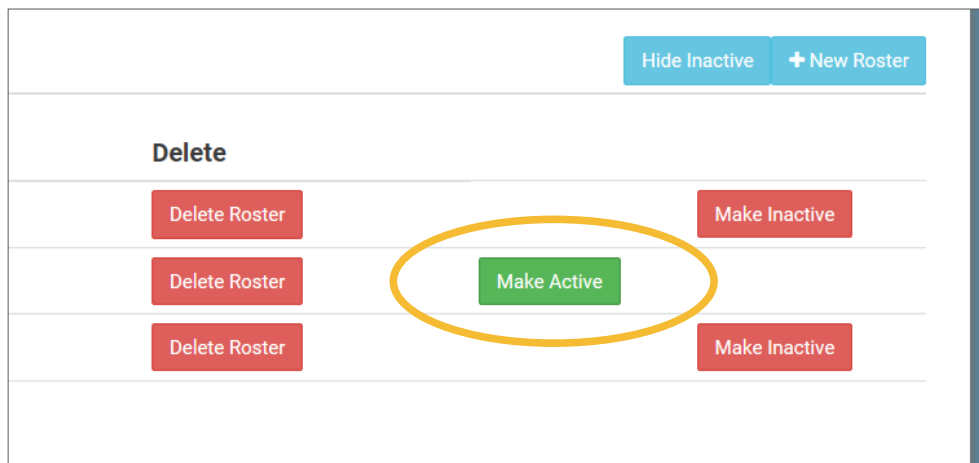 Hide Inactive + New Roster
Delete
Delete Roster Make Inactive
Delete Roster Make Active
Delete Roster Make Inactive